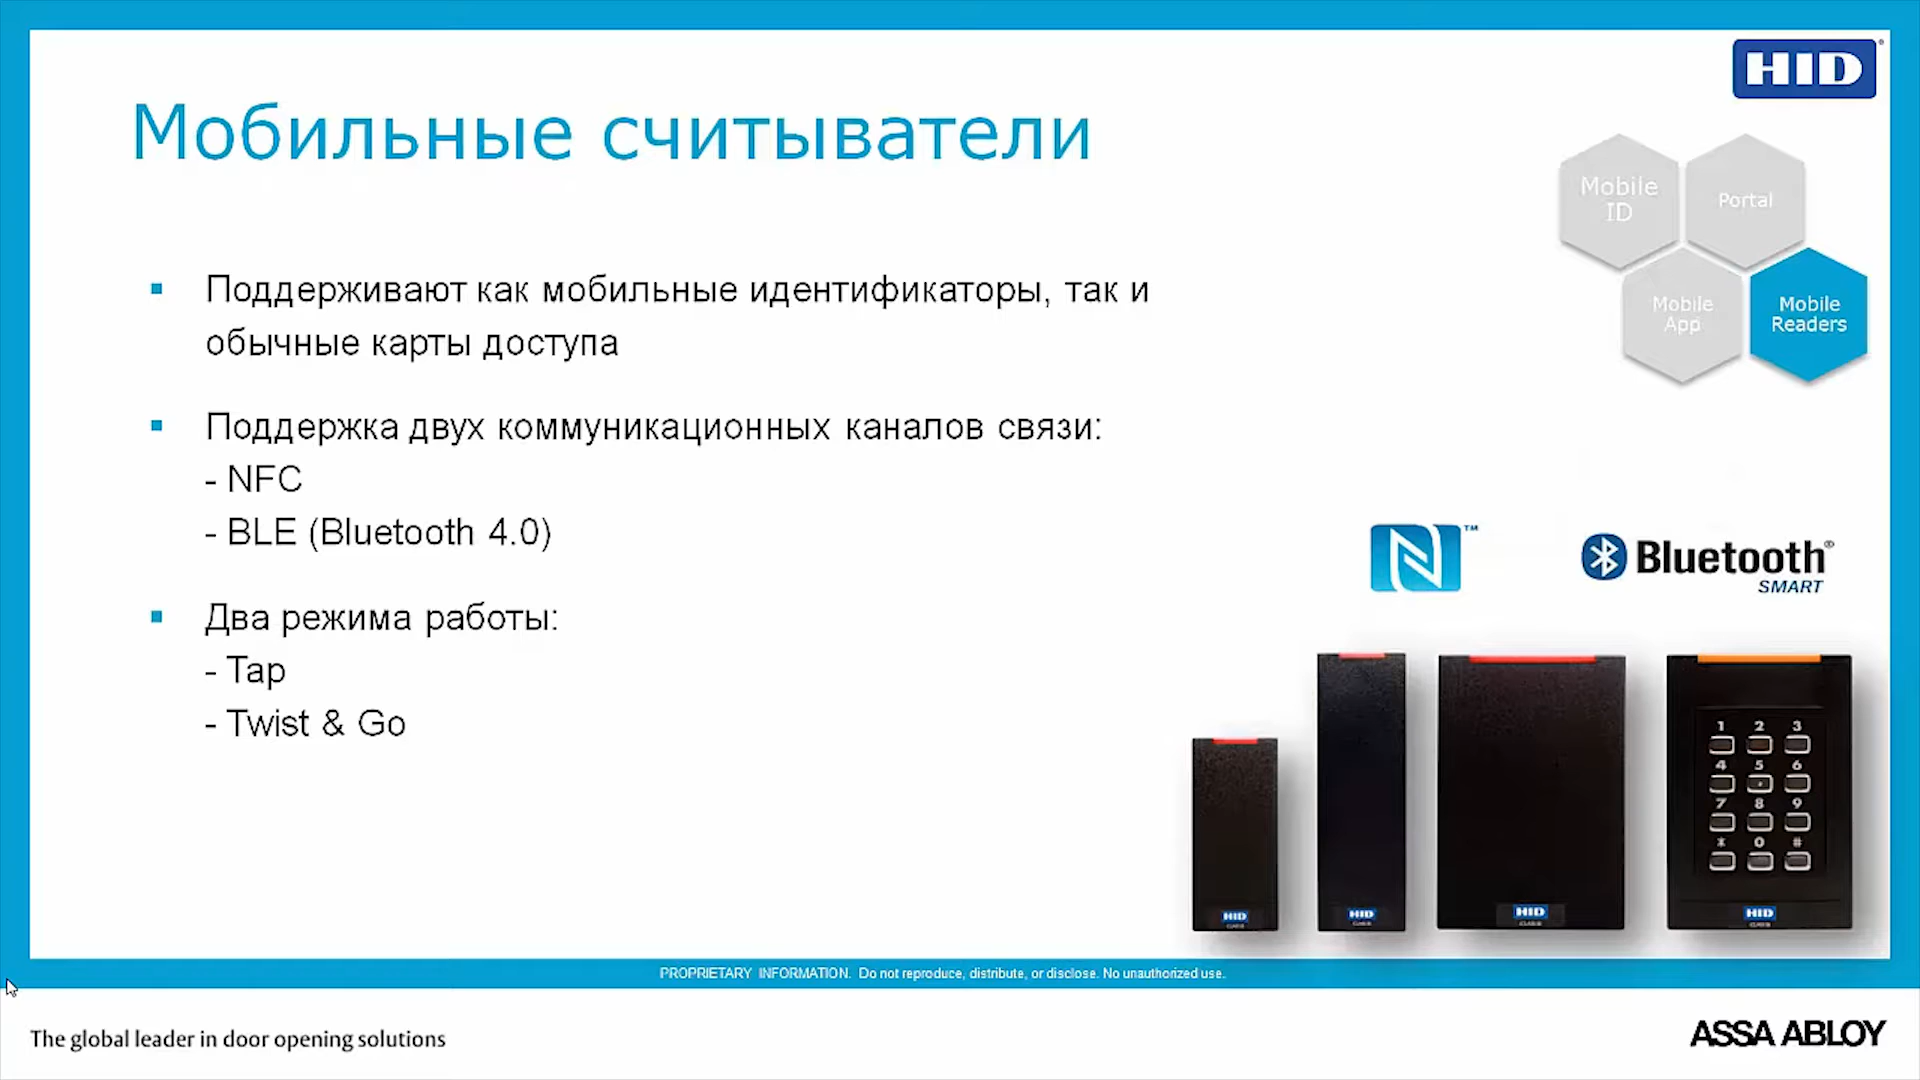 HID
Мобильные считыватели
Mobile
ID
Portal
Mobile
App
Mobile
Readers
▪ Поддерживают как мобильные идентификаторы, так и
обычные карты доступа
▪ Поддержка двух коммуникационных каналов связи:
- NFC
- BLE (Bluetooth 4.0)
▪ Два режима работы:
- Tap
- Twist & Go
N™
Bluetooth®
SMART
1 2 3
4 5 6
7 8 9
* 0 #
HID
HID
HID
HID
PROPRIETARY INFORMATION. Do not reproduce, distribute, or disclose. No unauthorized use.
The global leader in door opening solutions
ASSA ABLOY